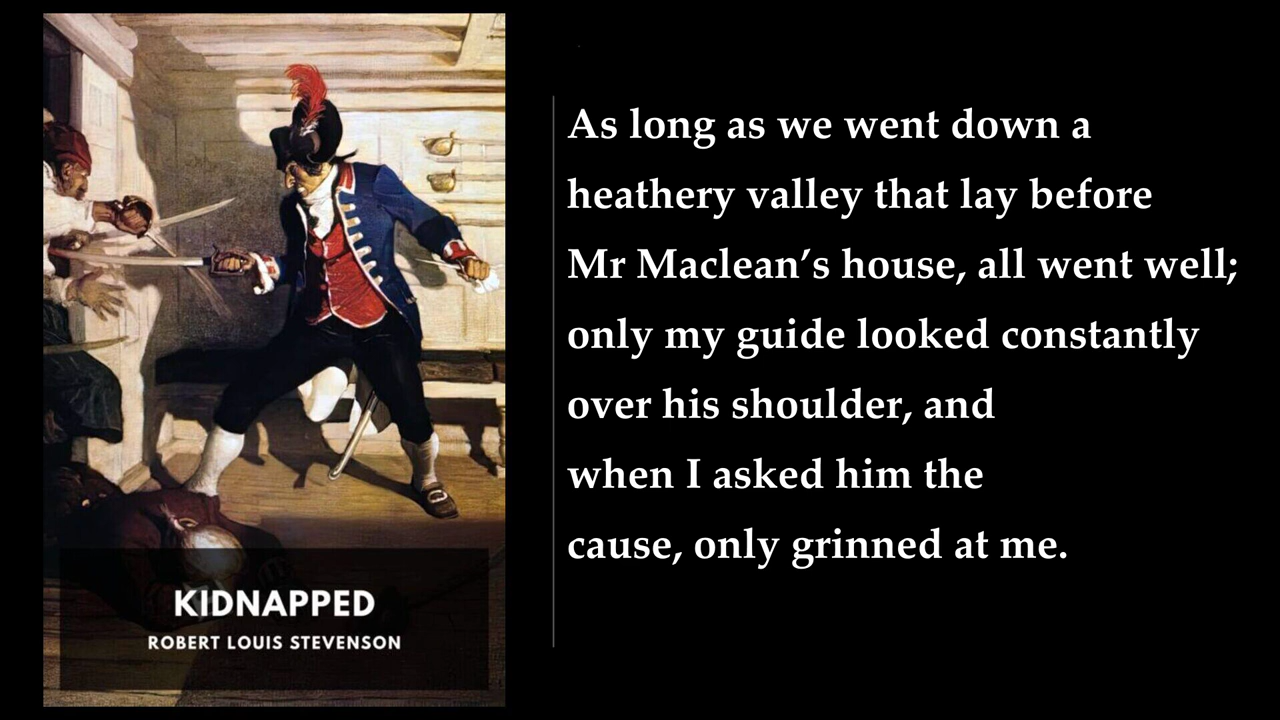 KIDNAPPED
ROBERT LOUIS STEVENSON
As long as we went down a
heathery valley that lay before
Mr Maclean’s house, all went well;
only my guide looked constantly
over his shoulder, and
when I asked him the
cause, only grinned at me.